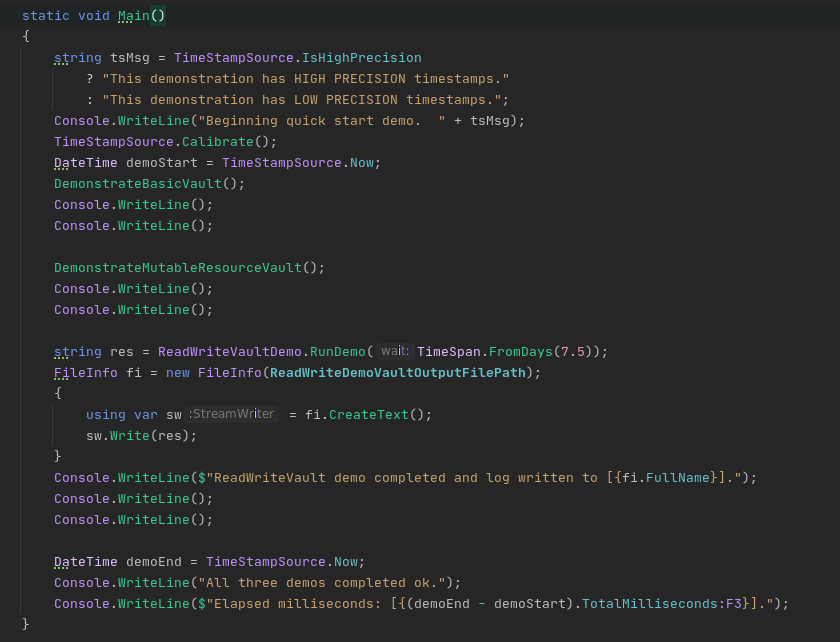 static void Main()
{
    string tsMsg = TimeStampSource.IsHighPrecision
        ? "This demonstration has HIGH PRECISION timestamps."
        : "This demonstration has LOW PRECISION timestamps.";
    Console.WriteLine("Beginning quick start demo.  " + tsMsg);
    TimeStampSource.Calibrate();
    DateTime demoStart = TimeStampSource.Now;
    DemonstrateBasicVault();
    Console.WriteLine();
    Console.WriteLine();

    DemonstrateMutableResourceVault();
    Console.WriteLine();
    Console.WriteLine();

    string res = ReadWriteVaultDemo.RunDemo( wait: TimeSpan.FromDays(7.5));
    FileInfo fi = new FileInfo(ReadWriteDemoVaultOutputFilePath);
    {
        using var sw :StreamWriter = fi.CreateText();
        sw.Write(res);
    }
    Console.WriteLine($"ReadWriteVault demo completed and log written to [{fi.FullName}].");
    Console.WriteLine();
    Console.WriteLine();

    DateTime demoEnd = TimeStampSource.Now;
    Console.WriteLine("All three demos completed ok.");
    Console.WriteLine($"Elapsed milliseconds: [{(demoEnd - demoStart).TotalMilliseconds:F3}].");
}